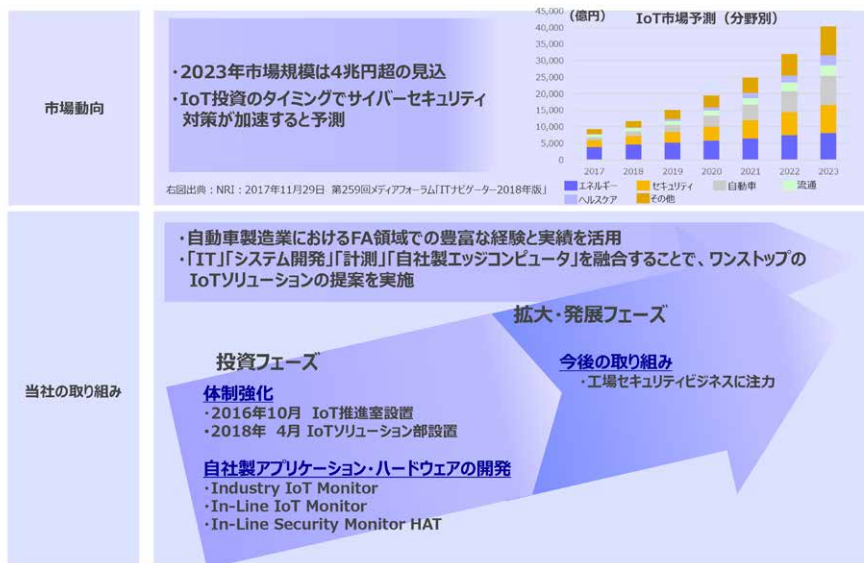 市場動向
・2023年市場規模は4兆円超の見込
・IoT投資のタイミングでサイバーセキュリティ
対策が加速すると予測
右図出典：NRI：2017年11月29日 第259回メディアフォーラム「ITナビゲーター2018年版」
（億円）
IoT市場予測（分野別）
45,000
40,000
35,000
30,000
25,000
20,000
15,000
10,000
5,000
0
2017 2018 2019 2020 2021 2022 2023
エネルギー セキュリティ 自動車 流通
ヘルスケア その他
当社の取り組み
・自動車製造業におけるFA領域での豊富な経験と実績を活用
・「IT」「システム開発」「計測」「自社製エッジコンピュータ」を融合することで、ワンストップの
IoTソリューションの提案を実施
投資フェーズ
体制強化
・2016年10月 IoT推進室設置
・2018年 4月 IoTソリューション部設置
自社製アプリケーション・ハードウェアの開発
・Industry IoT Monitor
・In-Line IoT Monitor
・In-Line Security Monitor HAT
拡大・発展フェーズ
今後の取り組み
・工場セキュリティビジネスに注力